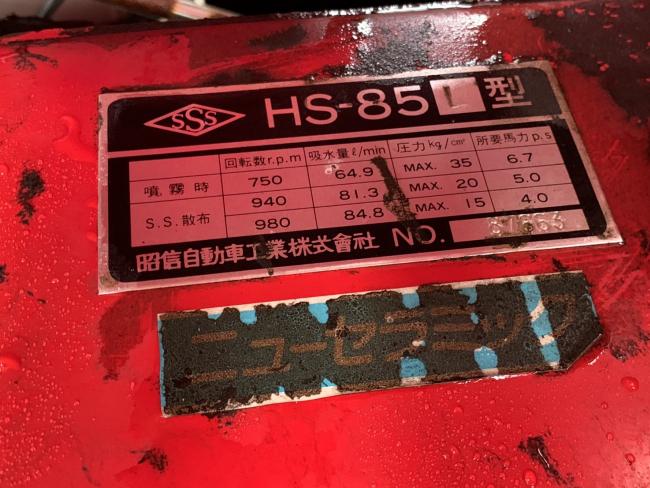 SSS HS-85 L 型
回転数r.p.m 吸水量ℓ/min 圧力kg/cm² 所要馬力p.s
噴霧時 750 64.9 MAX. 35 6.7
940 81.3 MAX. 20 5.0
S.S.散布 980 84.8 MAX. 15 4.0
昭信自動車工業株式會社 NO.
ニューセラミック